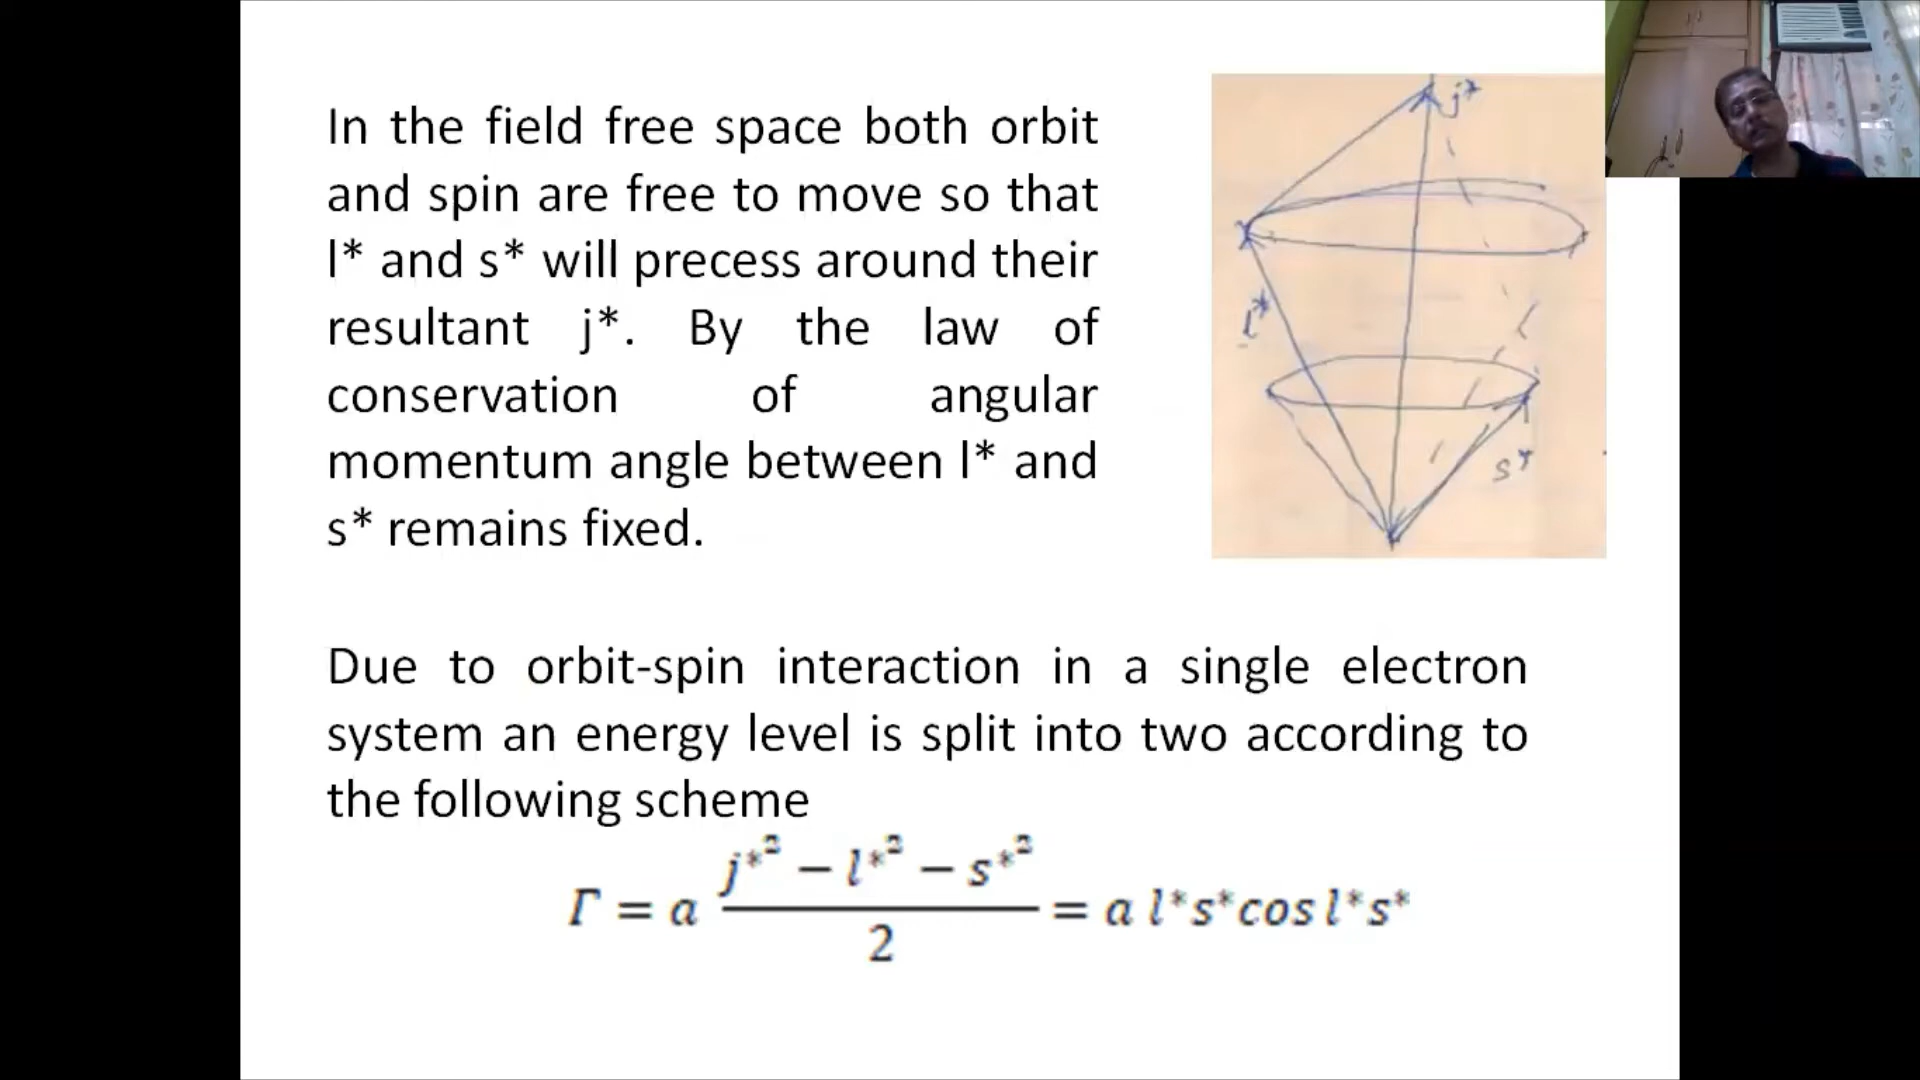 In the field free space both orbit
and spin are free to move so that
l* and s* will precess around their
resultant j*. By the law of
conservation of angular
momentum angle between l* and
s* remains fixed.
j*
l*
s*
Due to orbit-spin interaction in a single electron
system an energy level is split into two according to
the following scheme
Γ = a (j*² − l*² − s*²)/2 = a l*s*cos l*s*